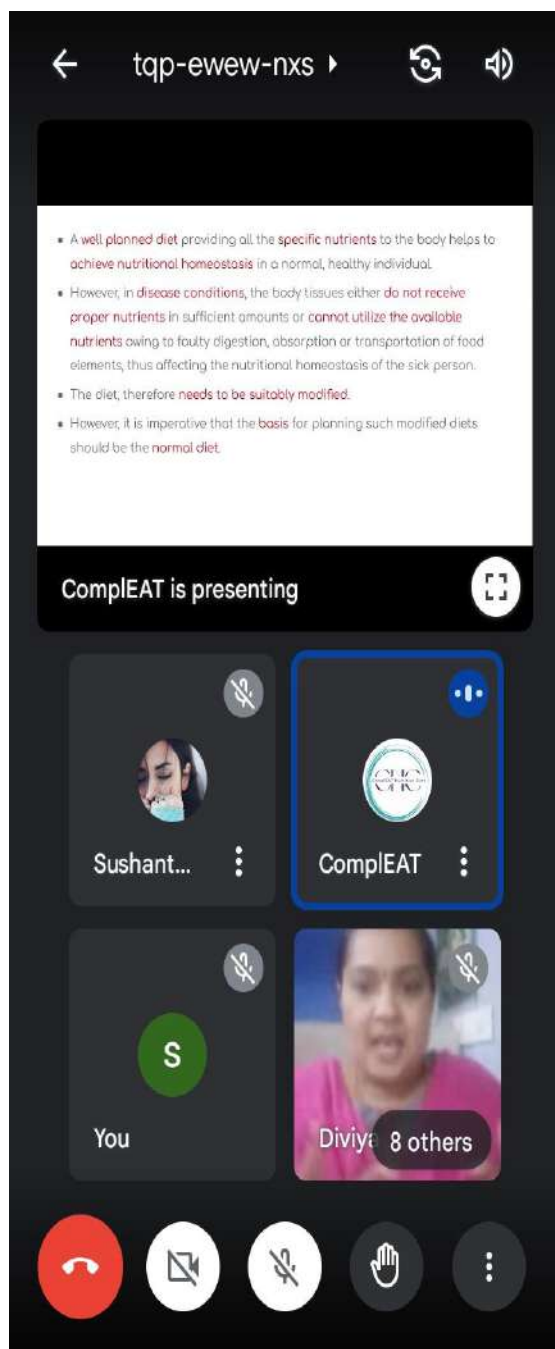 tqp-ewew-nxs
▪ A well planned diet providing all the specific nutrients to the body helps to
achieve nutritional homeostasis in a normal, healthy individual.
▪ However, in disease conditions, the body tissues either do not receive
proper nutrients in sufficient amounts or cannot utilize the available
nutrients owing to faulty digestion, absorption or transportation of food
elements, thus affecting the nutritional homeostasis of the sick person.
▪ The diet, therefore needs to be suitably modified.
▪ However, it is imperative that the basis for planning such modified diets
should be the normal diet.
ComplEAT is presenting
Sushant...
CHC
ComplEAT
S
You
Diviya
8 others